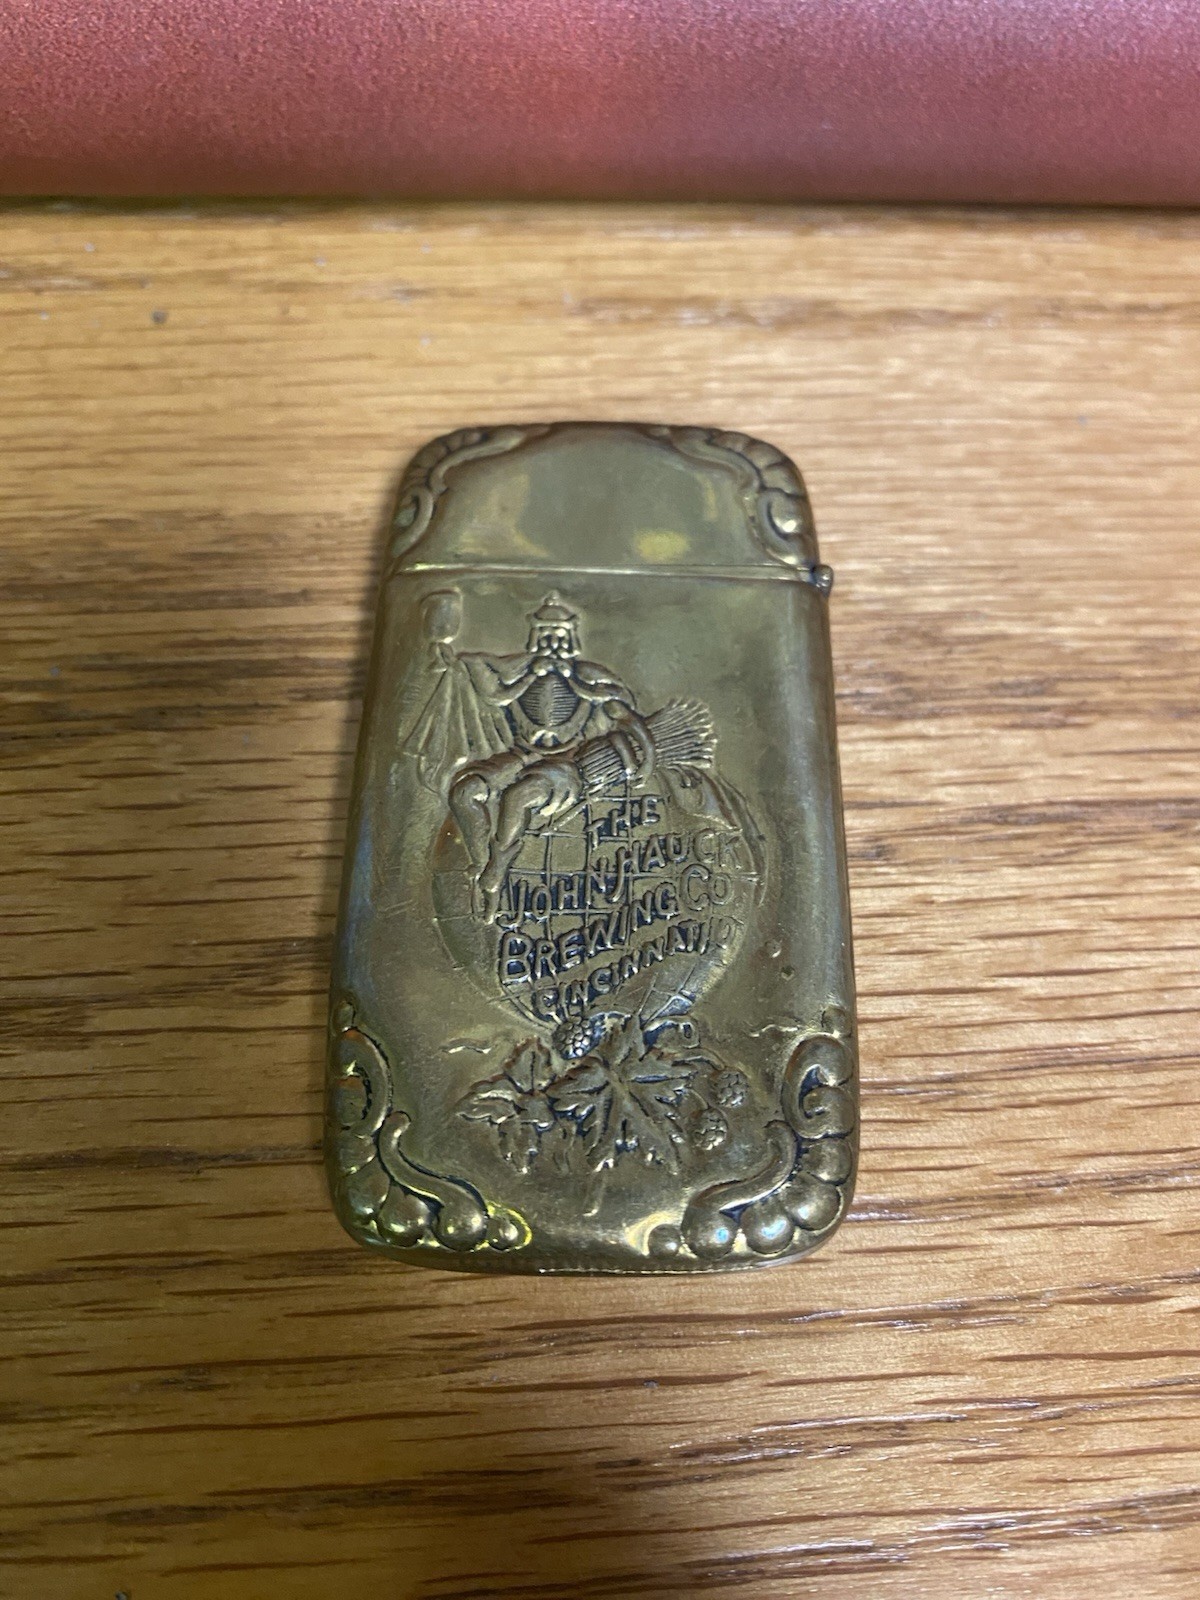 THE
JOHN HAUCK
BREWING CO
CINCINNATI O